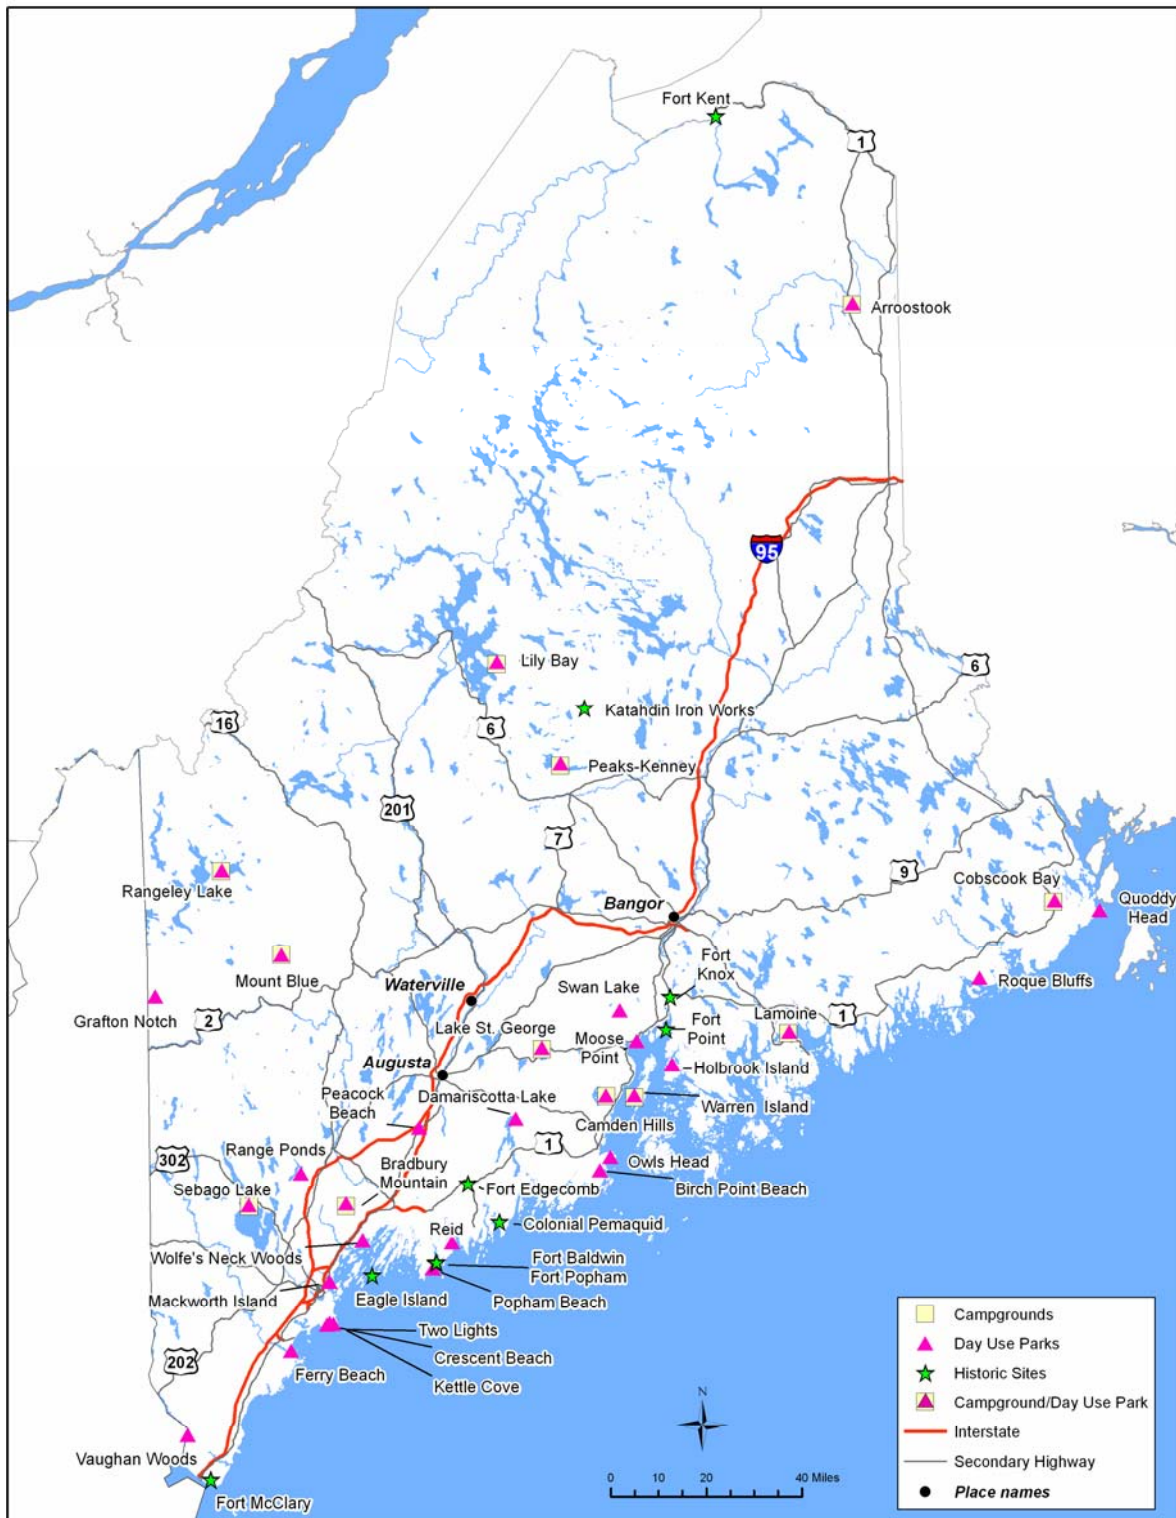 Fort Kent
1
Arroostook
95
Lily Bay
6
Katahdin Iron Works
16
6
Peaks-Kenney
201
7
Rangeley Lake
9
Cobscook Bay
Quoddy
Head
Bangor
Mount Blue
Fort
Knox
Roque Bluffs
Grafton Notch
2
Waterville
Swan Lake
Lamoine
1
Lake St. George
Moose
Point
Fort
Point
Augusta
Holbrook Island
Peacock
Beach
Damariscotta Lake
Warren Island
Camden Hills
302
Range Ponds
1
Owls Head
Bradbury
Mountain
Birch Point Beach
Sebago Lake
Fort Edgecomb
Colonial Pemaquid
Reid
Wolfe's Neck Woods
Fort Baldwin
Fort Popham
Mackworth Island
Eagle Island
Popham Beach
Two Lights
Crescent Beach
Kettle Cove
202
Ferry Beach
Vaughan Woods
Fort McClary
N
0 10 20 40 Miles
Campgrounds
Day Use Parks
Historic Sites
Campground/Day Use Park
Interstate
Secondary Highway
Place names